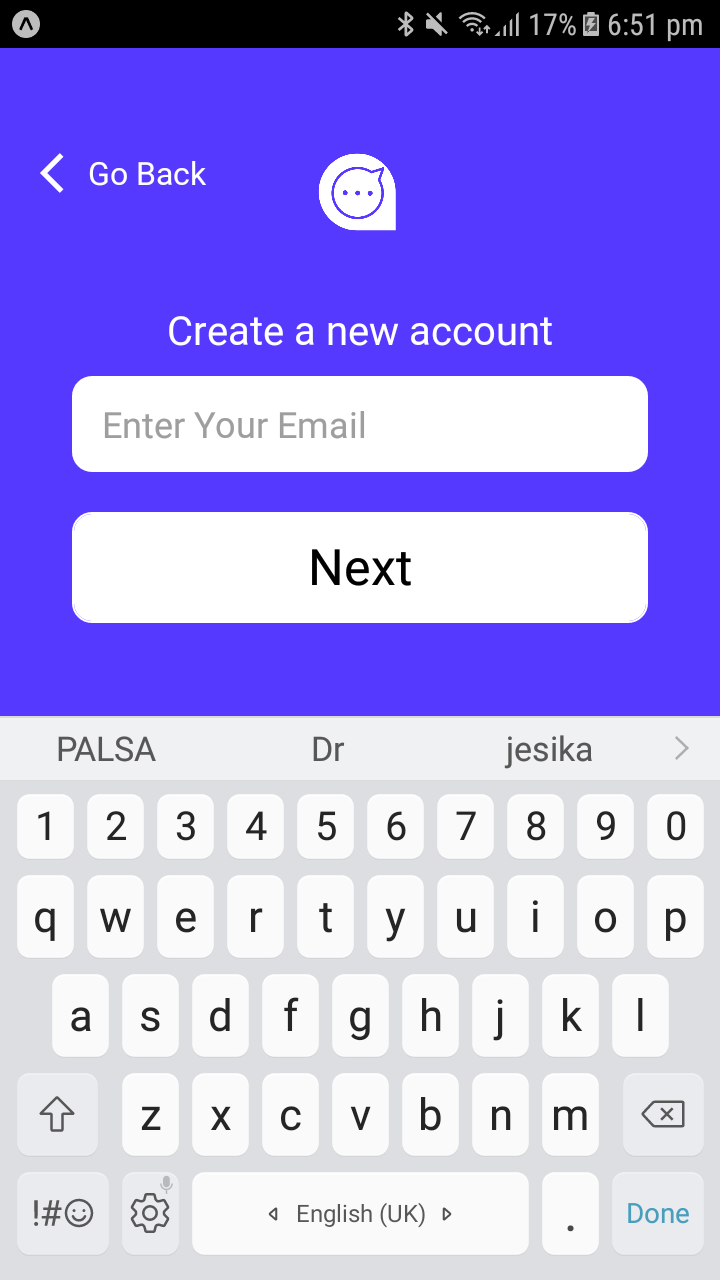 17% 6:51 pm
Go Back
Create a new account
Enter Your Email
Next
PALSA Dr jesika
1 2 3 4 5 6 7 8 9 0
q w e r t y u i o p
a s d f g h j k l
z x c v b n m
!# English (UK) . Done